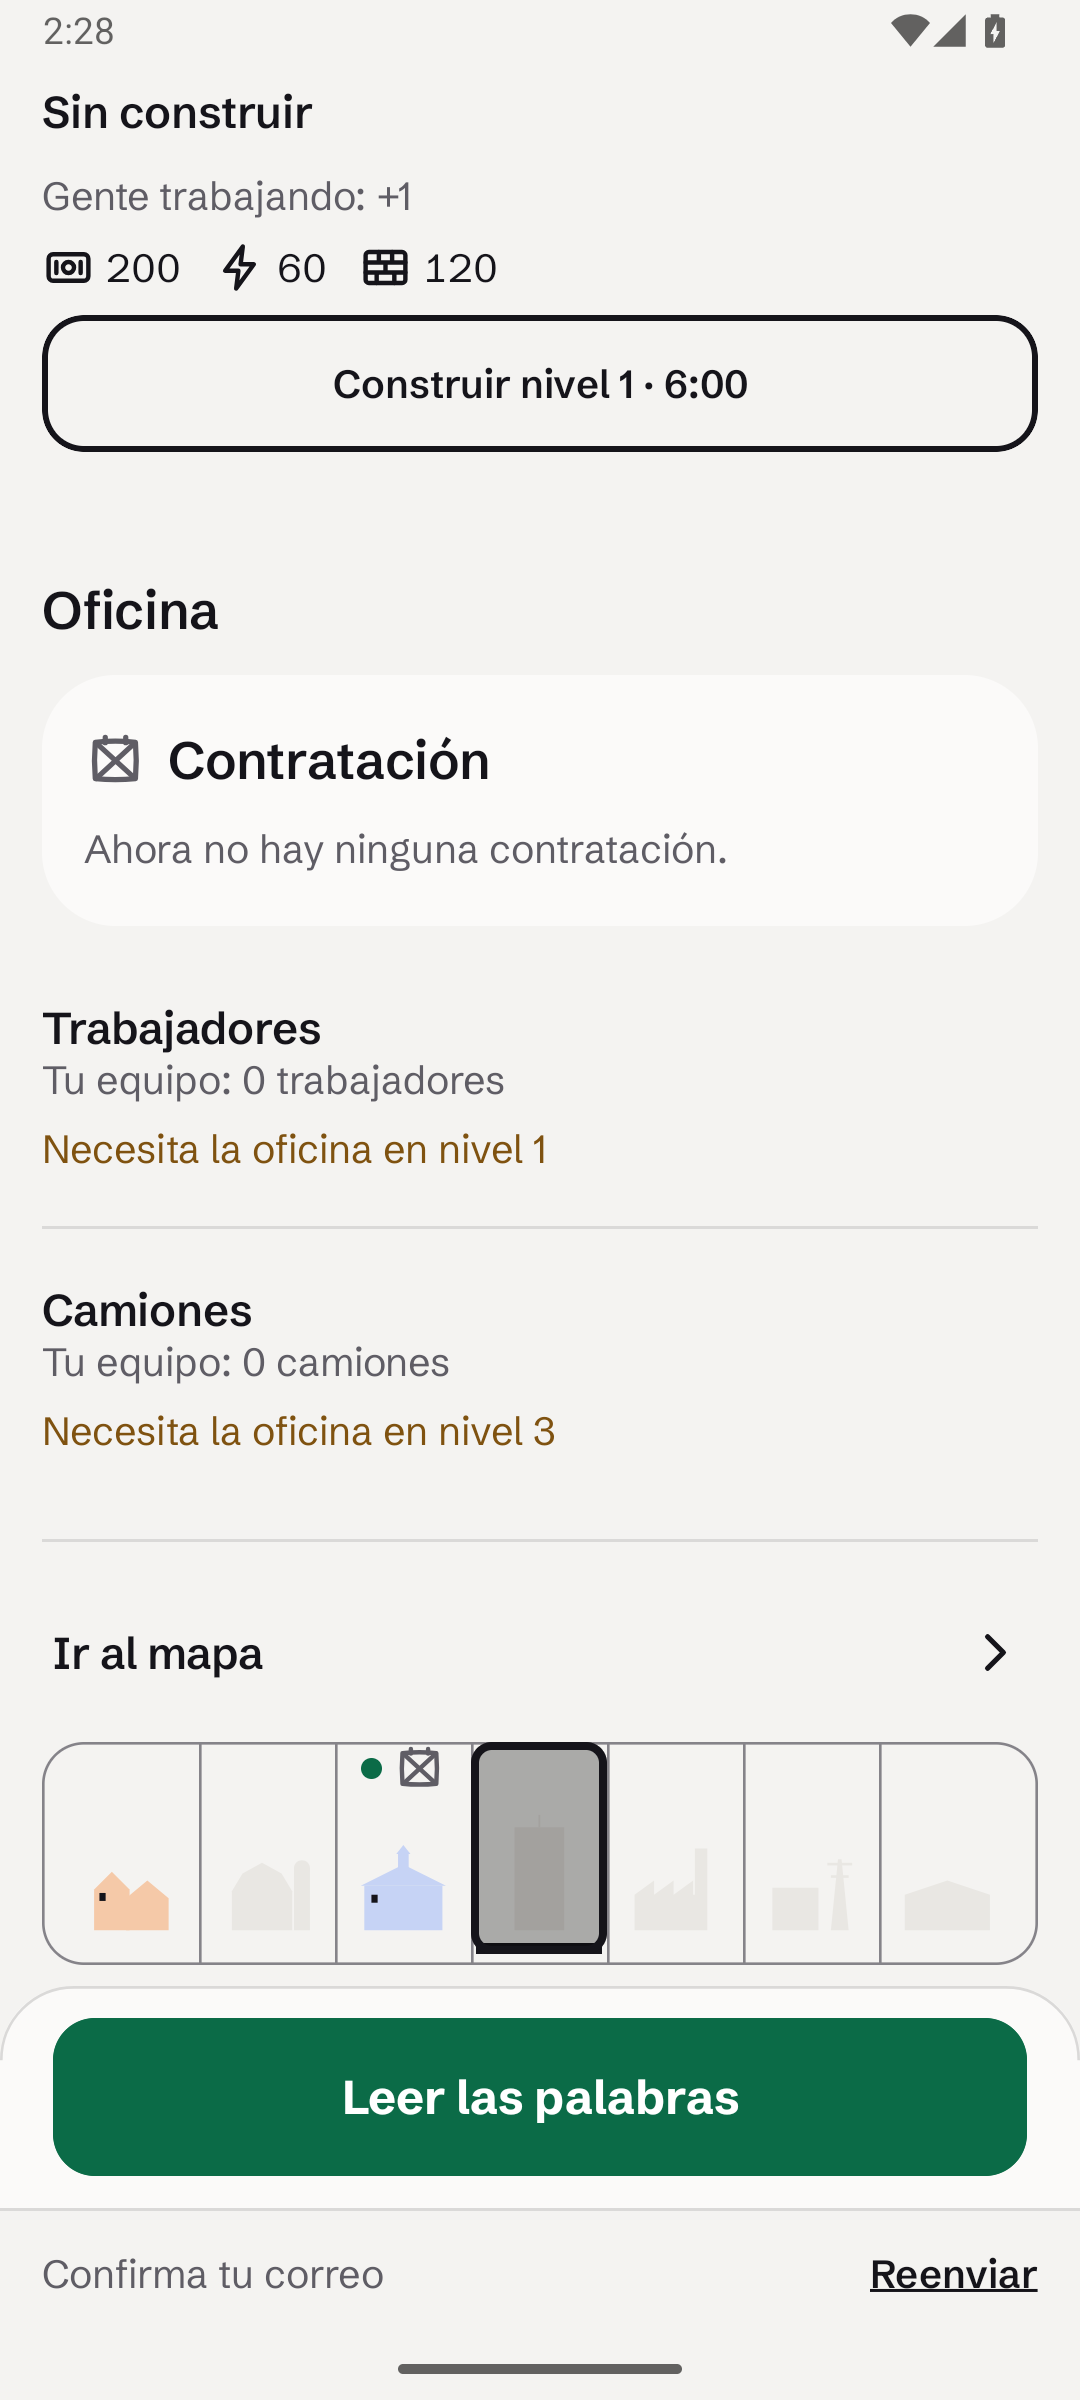 2:28
Sin construir
Gente trabajando: +1
200 60 120
Construir nivel 1 · 6:00
Oficina
Contratación
Ahora no hay ninguna contratación.
Trabajadores
Tu equipo: 0 trabajadores
Necesita la oficina en nivel 1
Camiones
Tu equipo: 0 camiones
Necesita la oficina en nivel 3
Ir al mapa
Leer las palabras
Confirma tu correo Reenviar